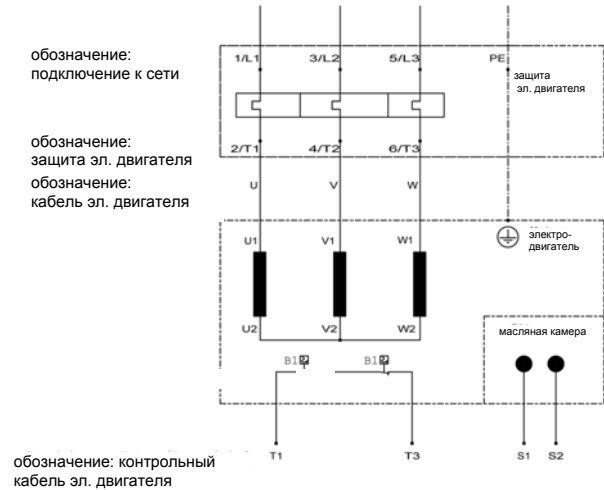 обозначение:
подключение к сети
1/L1 3/L2 5/L3 PE
защита
эл. двигателя
обозначение:
защита эл. двигателя
2/T1 4/T2 6/T3
обозначение:
кабель эл. двигателя
U V W
электро-
двигатель
U1 V1 W1
U2 V2 W2
масляная камера
B1 B1
T1 T3 S1 S2
обозначение: контрольный
кабель эл. двигателя